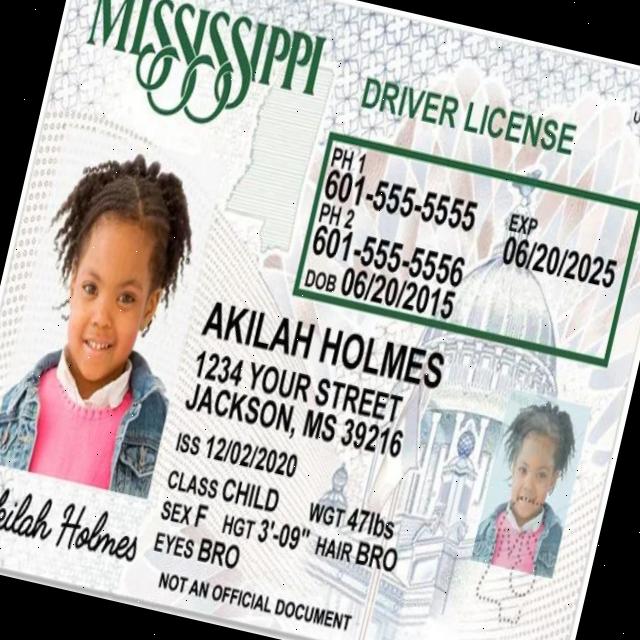 MISSISSIPPI
DRIVER LICENSE
PH 1
601-555-5555
PH 2
601-555-5556
DOB 06/20/2015
EXP
06/20/2025
AKILAH HOLMES
1234 YOUR STREET
JACKSON, MS 39216
ISS 12/02/2020
CLASS CHILD
WGT 47lbs
SEX F HGT 3'-09" HAIR BRO
EYES BRO
NOT AN OFFICIAL DOCUMENT
Holmes